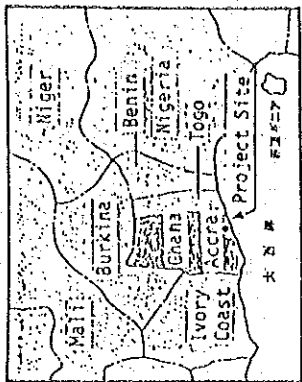 Niger
Mali
Burkina
Benin
Nigeria
Ghana
Togo
Ivory
Coast
Accra
Project Site
大西洋